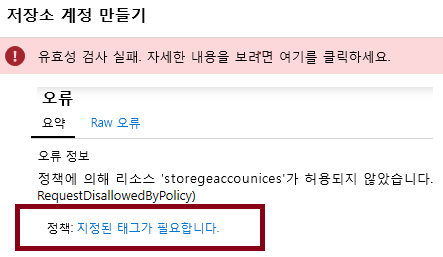 저장소 계정 만들기
유효성 검사 실패. 자세한 내용을 보려면 여기를 클릭하세요.
오류
요약 Raw 오류
오류 정보
정책에 의해 리소스 'storegeaccounices'가 허용되지 않았습니다.
RequestDisallowedByPolicy)
정책: 지정된 태그가 필요합니다.